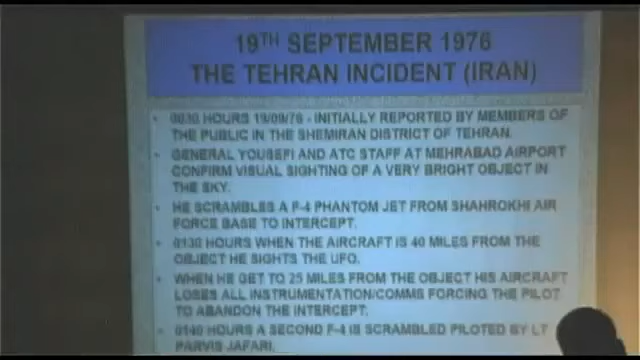 19TH SEPTEMBER 1976
THE TEHRAN INCIDENT (IRAN)
• 0030 HOURS 19/09/76 - INITIALLY REPORTED BY MEMBERS OF
THE PUBLIC IN THE SHEMIRAN DISTRICT OF TEHRAN.
• GENERAL YOUSEFI AND ATC STAFF AT MEHRABAD AIRPORT
CONFIRM VISUAL SIGHTING OF A VERY BRIGHT OBJECT IN
THE SKY.
• HE SCRAMBLES A F-4 PHANTOM JET FROM SHAHROKHI AIR
FORCE BASE TO INTERCEPT.
• 0130 HOURS WHEN THE AIRCRAFT IS 40 MILES FROM THE
OBJECT HE SIGHTS THE UFO.
• WHEN HE GET TO 25 MILES FROM THE OBJECT HIS AIRCRAFT
LOSES ALL INSTRUMENTATION/COMMS FORCING THE PILOT
TO ABANDON THE INTERCEPT.
• 0140 HOURS A SECOND F-4 IS SCRAMBLED PILOTED BY LT
PARVIS JAFARI.